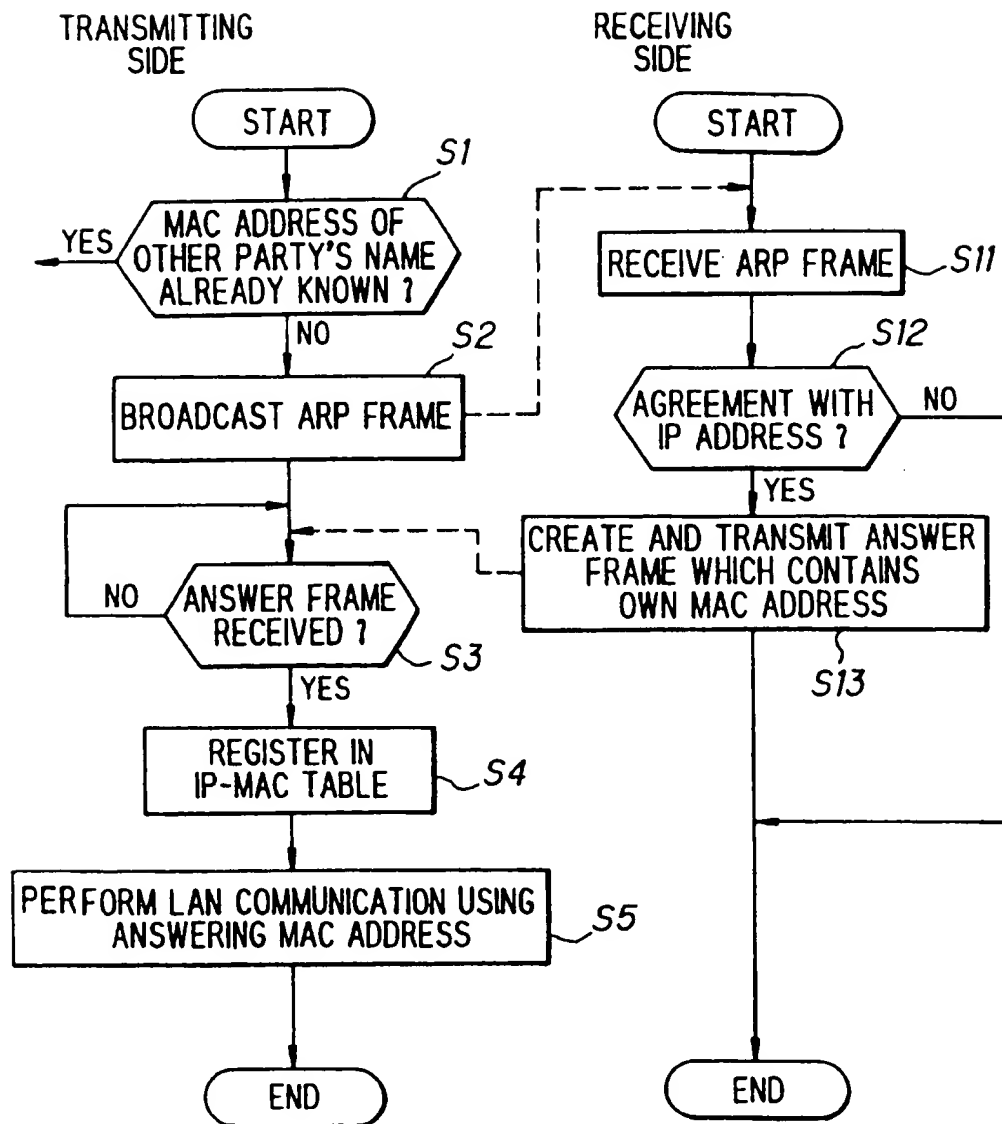 TRANSMITTING
SIDE
START
S1
MAC ADDRESS OF
OTHER PARTY'S NAME
ALREADY KNOWN ?
YES
NO
S2
BROADCAST ARP FRAME
NO
ANSWER FRAME
RECEIVED ?
S3
YES
REGISTER IN
IP-MAC TABLE
S4
PERFORM LAN COMMUNICATION USING
ANSWERING MAC ADDRESS
S5
END
RECEIVING
SIDE
START
RECEIVE ARP FRAME
S11
S12
AGREEMENT WITH
IP ADDRESS ?
NO
YES
CREATE AND TRANSMIT ANSWER
FRAME WHICH CONTAINS
OWN MAC ADDRESS
S13
END